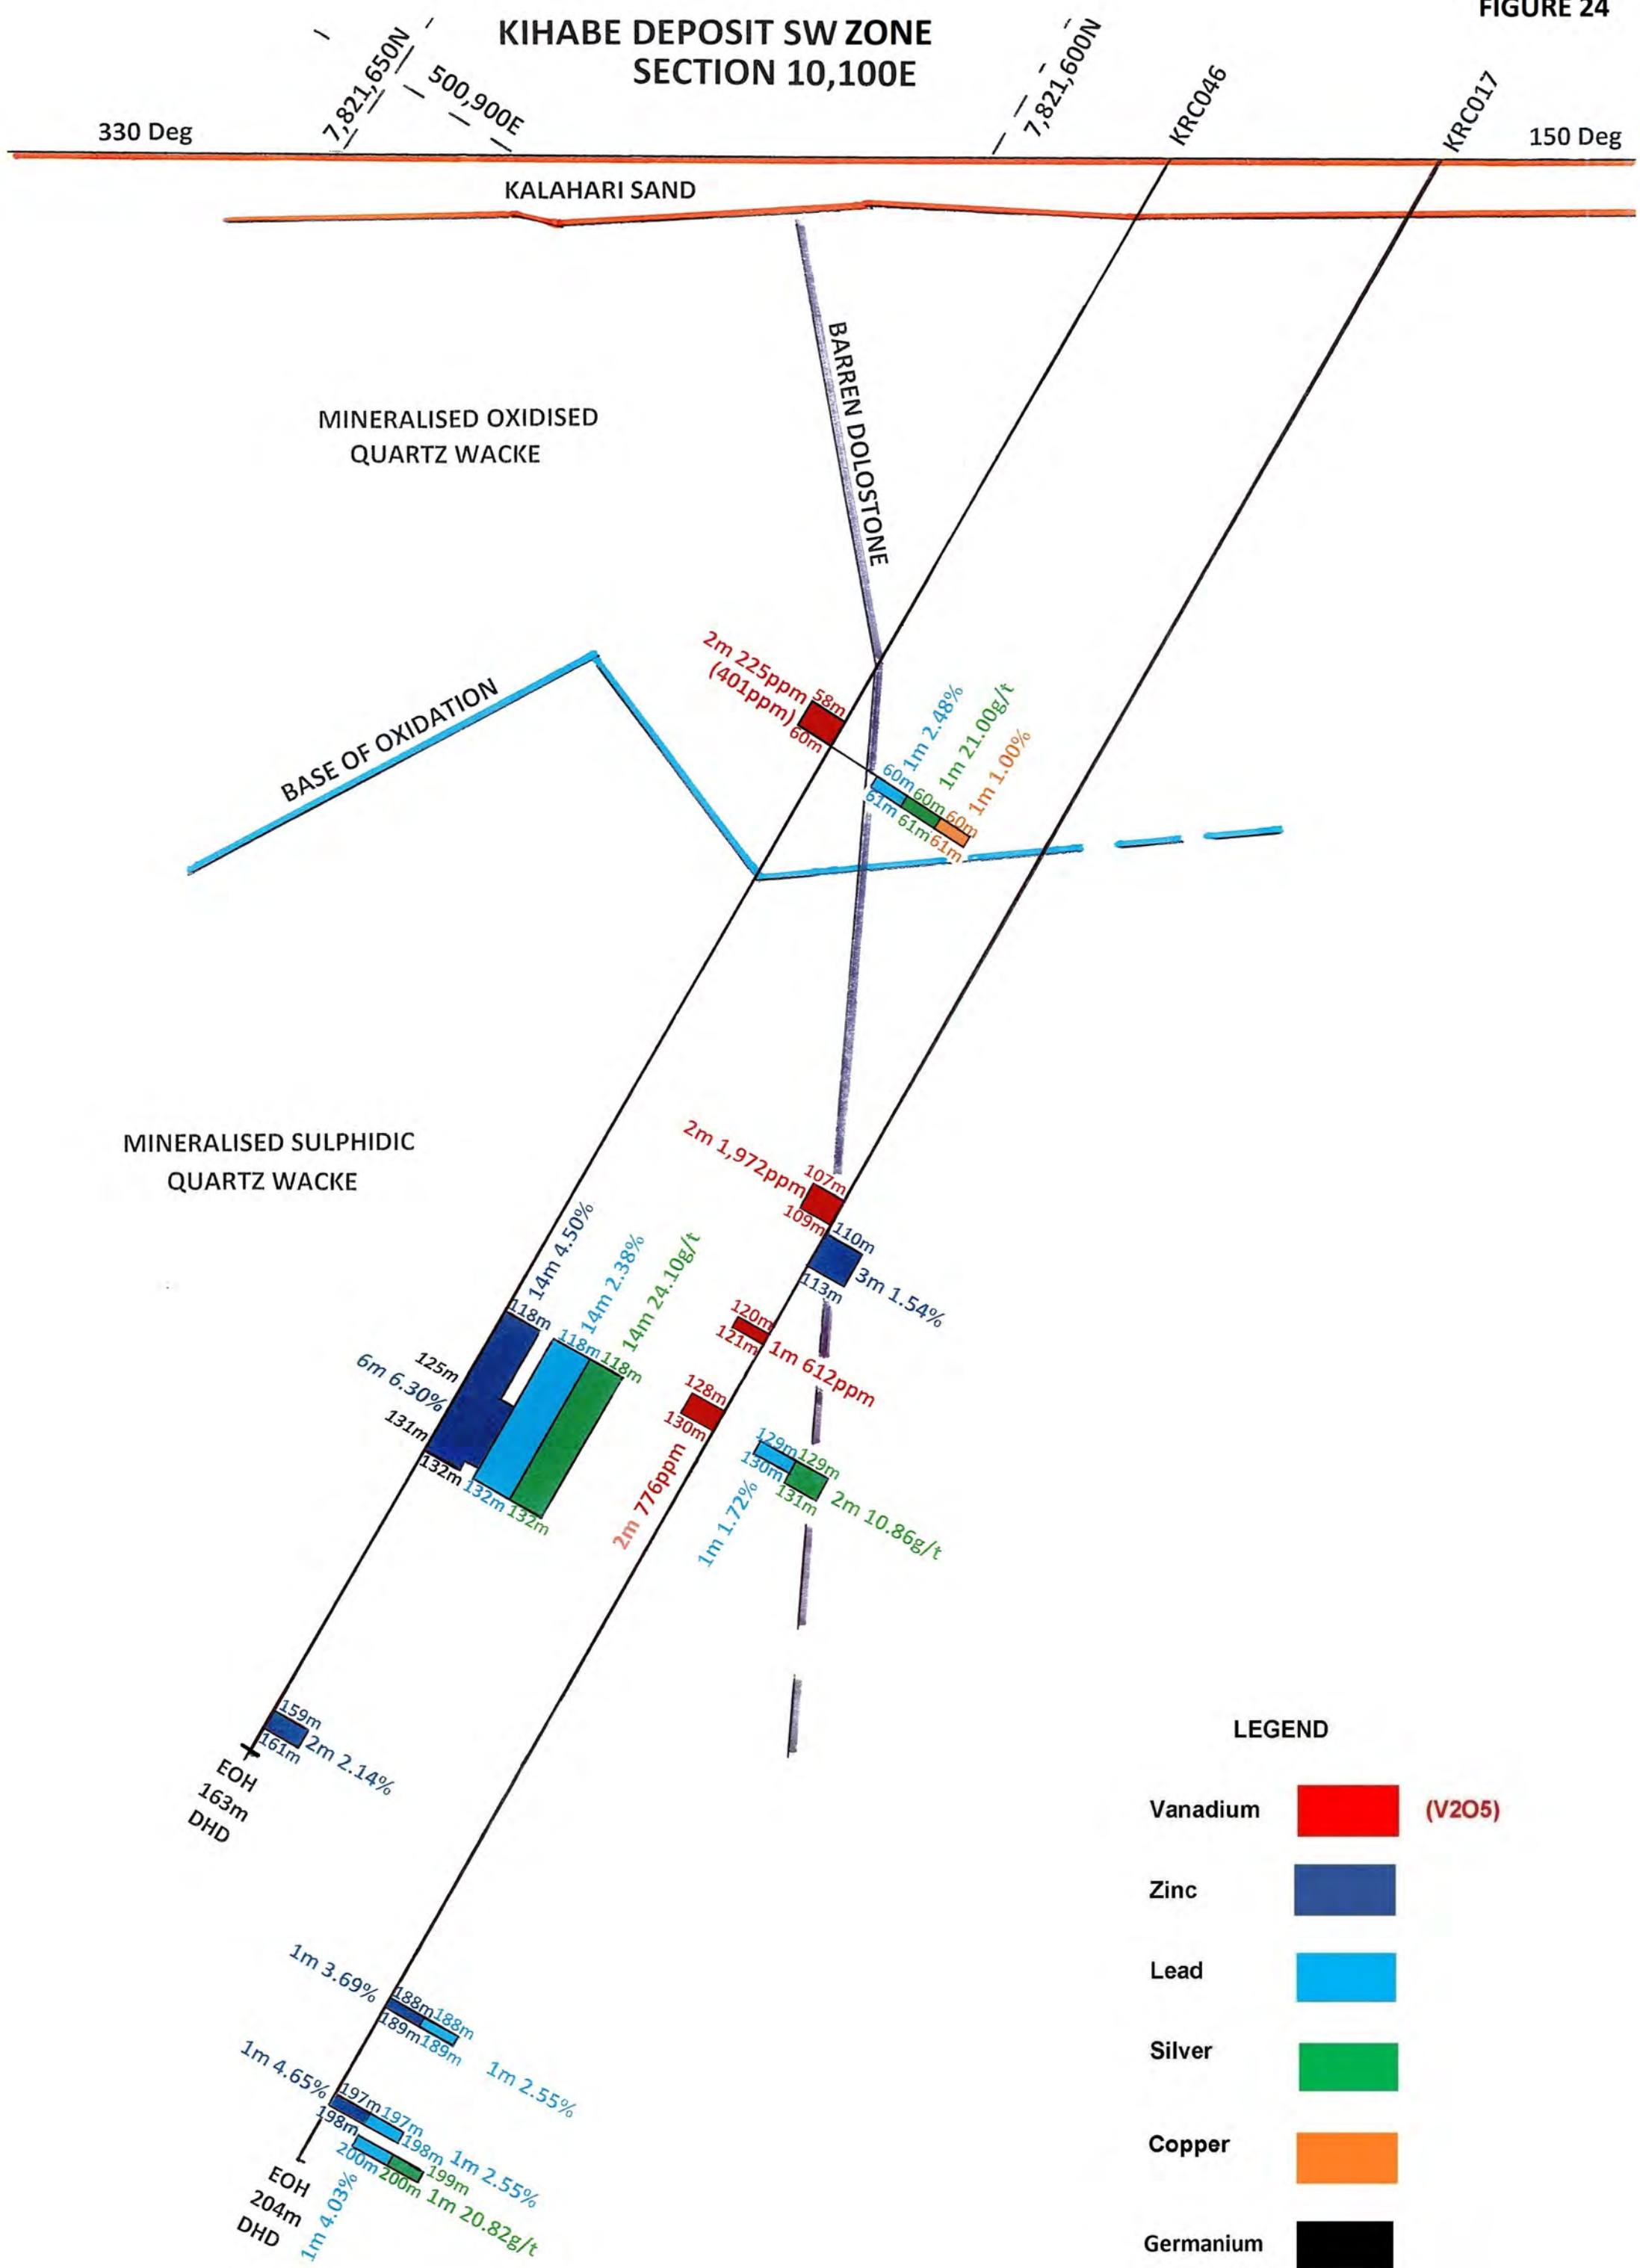 FIGURE 24
KIHABE DEPOSIT SW ZONE
SECTION 10,100E
7,821,650N
500,900E
7,821,600N
KRC046
KRC017
330 Deg
150 Deg
KALAHARI SAND
BARREN DOLOSTONE
MINERALISED OXIDISED
QUARTZ WACKE
2m 225ppm
(401ppm)
58m
60m
1m 2.48%
1m 21.00g/t
1m 1.00%
60m
60m
60m
61m
61m
61m
BASE OF OXIDATION
MINERALISED SULPHIDIC
QUARTZ WACKE
2m 1,972ppm
107m
109m
110m
113m
3m 1.54%
14m 4.50%
14m 2.38%
14m 24.10g/t
118m
118m
118m
125m
6m 6.30%
131m
132m
132m
132m
120m
121m
1m 612ppm
128m
130m
2m 776ppm
129m
129m
130m
131m
1m 1.72%
2m 10.86g/t
159m
161m
2m 2.14%
EOH
163m
DHD
1m 3.69%
188m
188m
189m
189m
1m 2.55%
1m 4.65%
197m
197m
198m
198m
1m 2.55%
199m
200m
200m
1m 4.03%
1m 20.82g/t
EOH
204m
DHD
LEGEND
Vanadium
(V2O5)
Zinc
Lead
Silver
Copper
Germanium